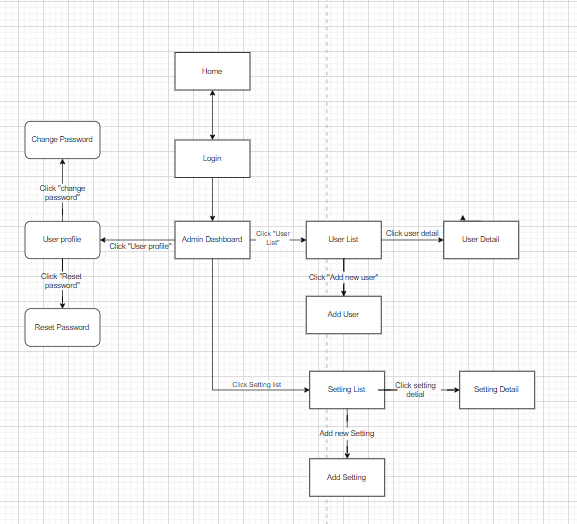 Home
Change Password
Login
Click "change
password"
User profile
Click "User profile"
Admin Dashboard
Click "User
List"
User List
Click user detail
User Detail
Click "Reset
password"
Click "Add new user"
Reset Password
Add User
Click Setting list
Setting List
Click setting
detial
Setting Detail
Add new Setting
Add Setting